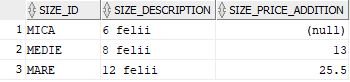 SIZE_ID SIZE_DESCRIPTION SIZE_PRICE_ADDITION
1 MICA 6 felii (null)
2 MEDIE 8 felii 13
3 MARE 12 felii 25.5